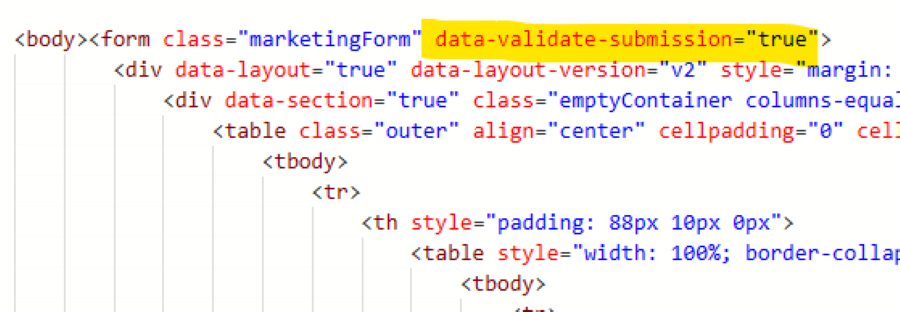 <body><form class="marketingForm" data-validate-submission="true">
<div data-layout="true" data-layout-version="v2" style="margin:
<div data-section="true" class="emptyContainer columns-equal
<table class="outer" align="center" cellpadding="0" cell
<tbody>
<tr>
<th style="padding: 88px 10px 0px">
<table style="width: 100%; border-collap
<tbody>
<tr>